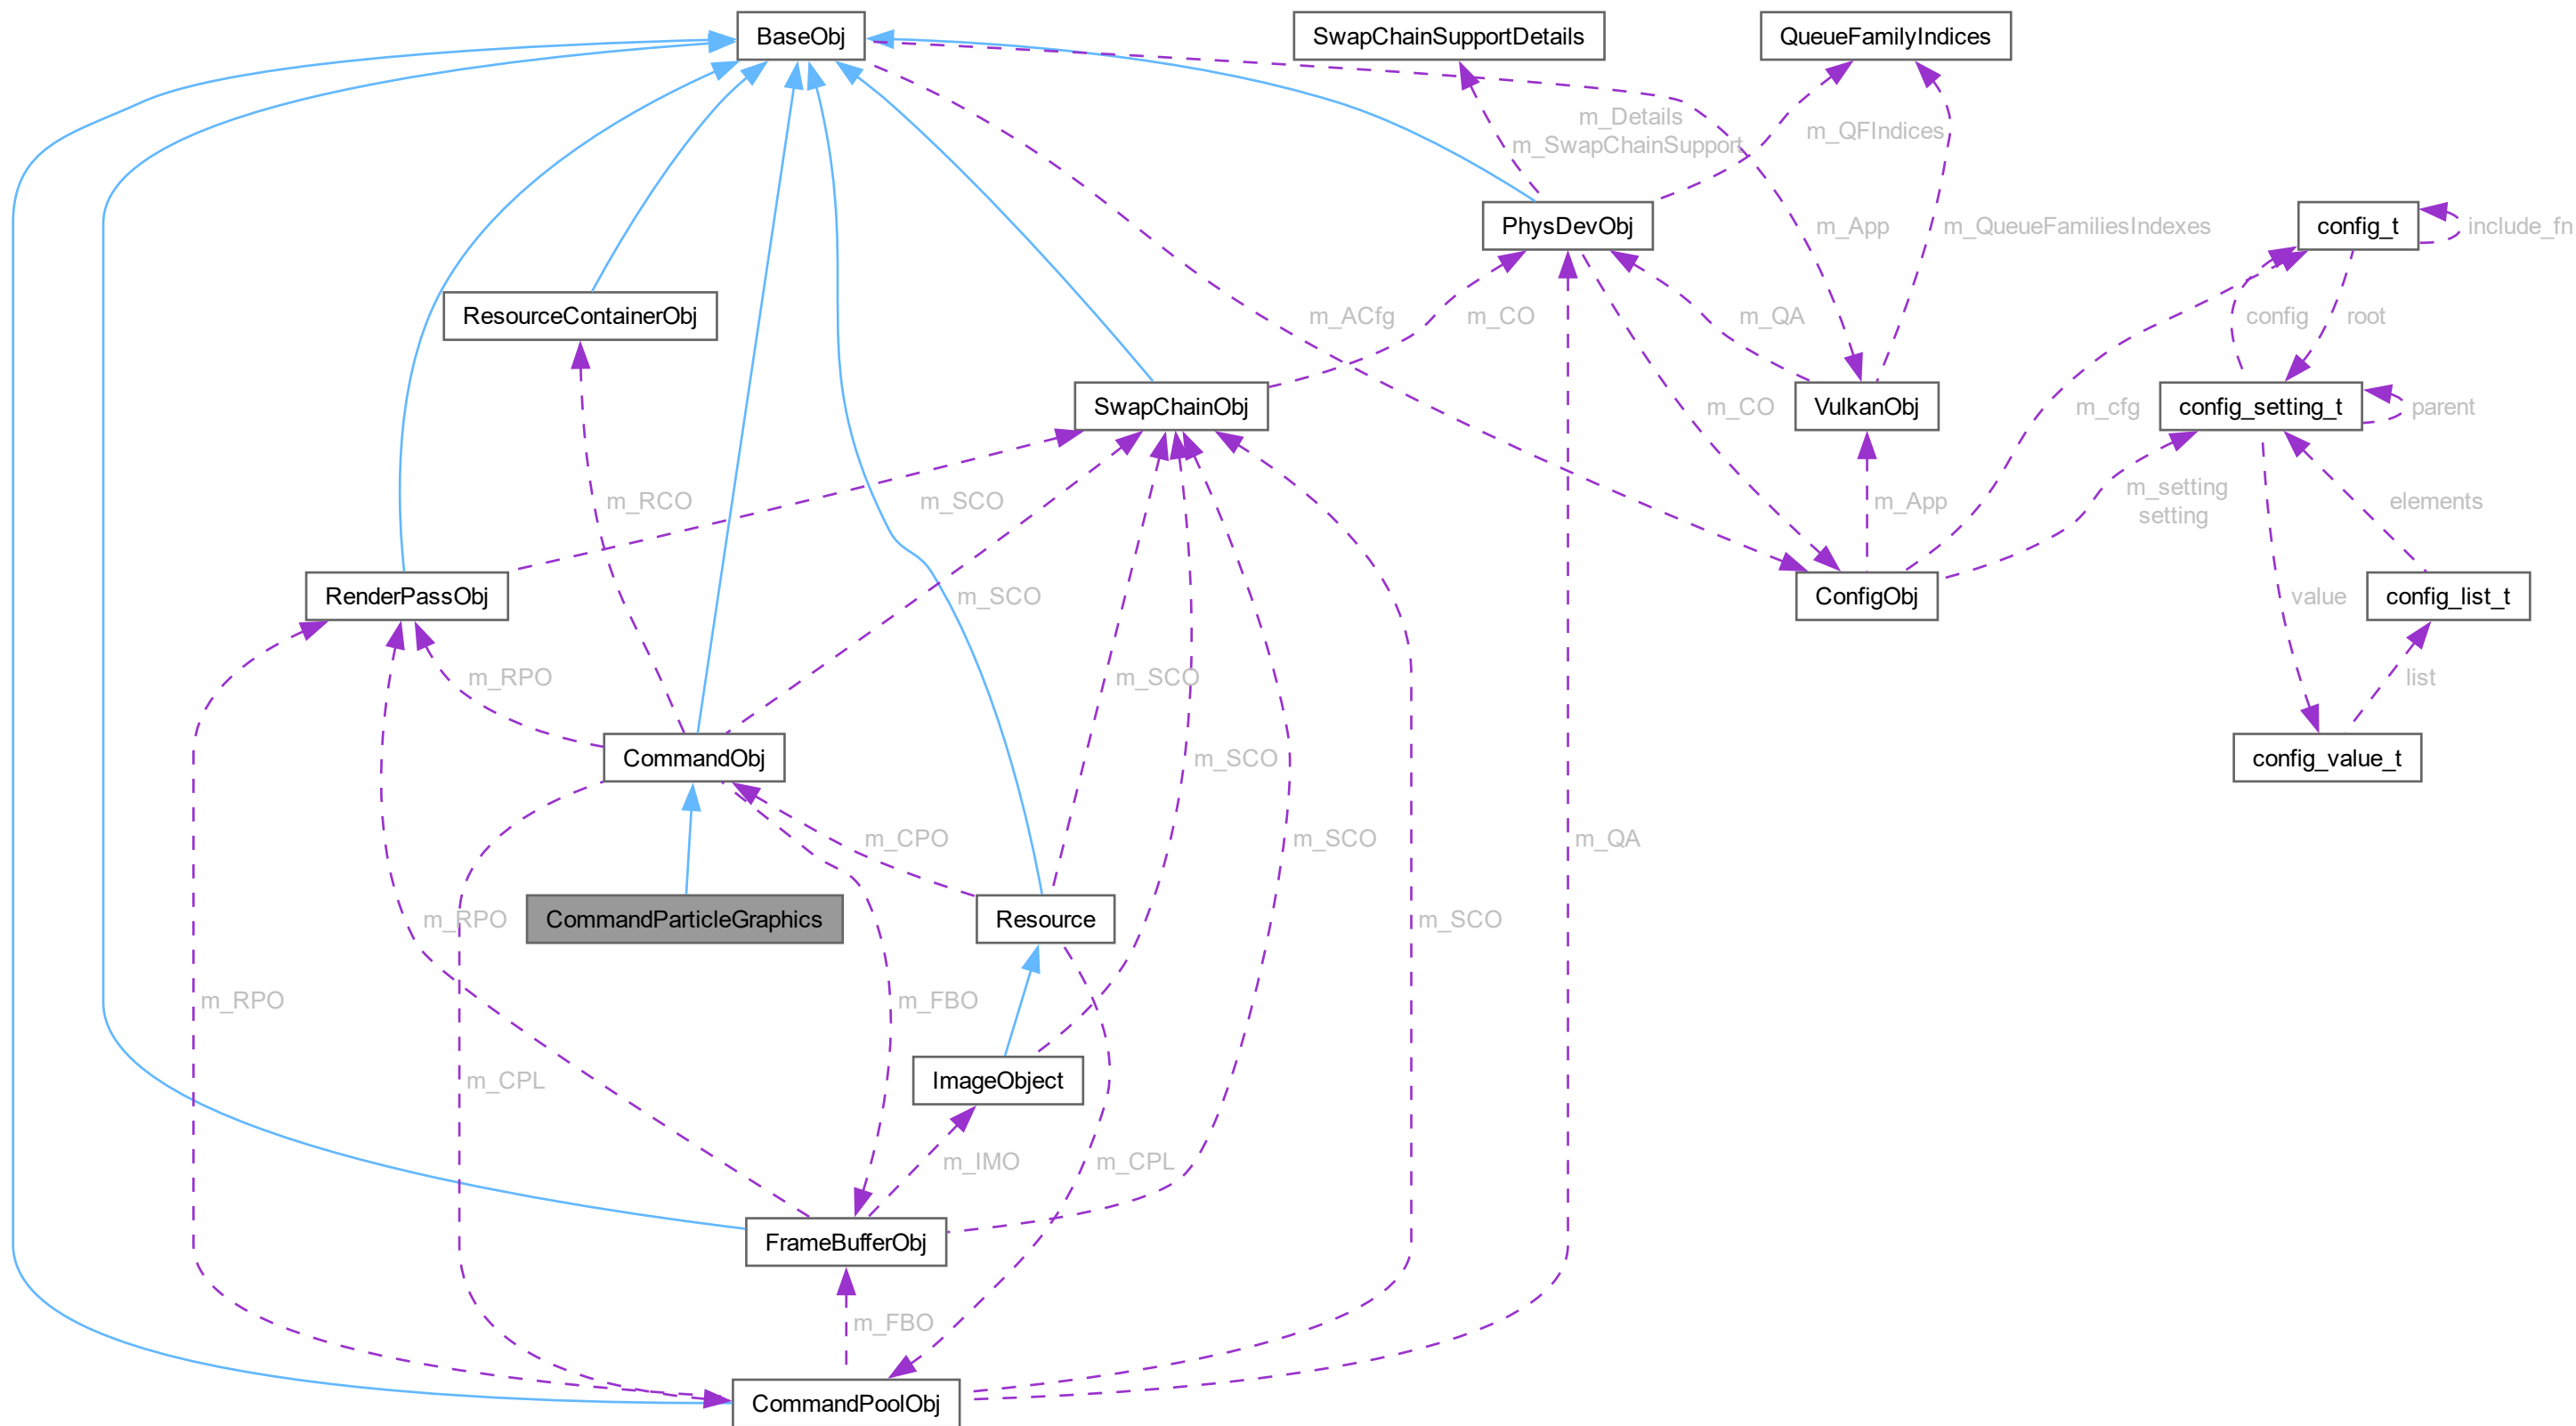 BaseObj
SwapChainSupportDetails
QueueFamilyIndices
m_Details
m_SwapChainSupport
m_QFIndices
PhysDevObj
m_App
m_QueueFamiliesIndexes
config_t
include_fn
ResourceContainerObj
m_ACfg
m_CO
m_QA
config
root
SwapChainObj
m_CO
VulkanObj
m_cfg
config_setting_t
parent
m_RCO
m_SCO
m_App
m_setting
setting
elements
RenderPassObj
m_SCO
ConfigObj
value
config_list_t
m_RPO
m_SCO
list
CommandObj
m_SCO
config_value_t
m_CPO
m_SCO
m_QA
CommandParticleGraphics
m_RPO
Resource
m_SCO
m_RPO
m_FBO
m_CPL
ImageObject
m_IMO
m_CPL
FrameBufferObj
m_FBO
CommandPoolObj